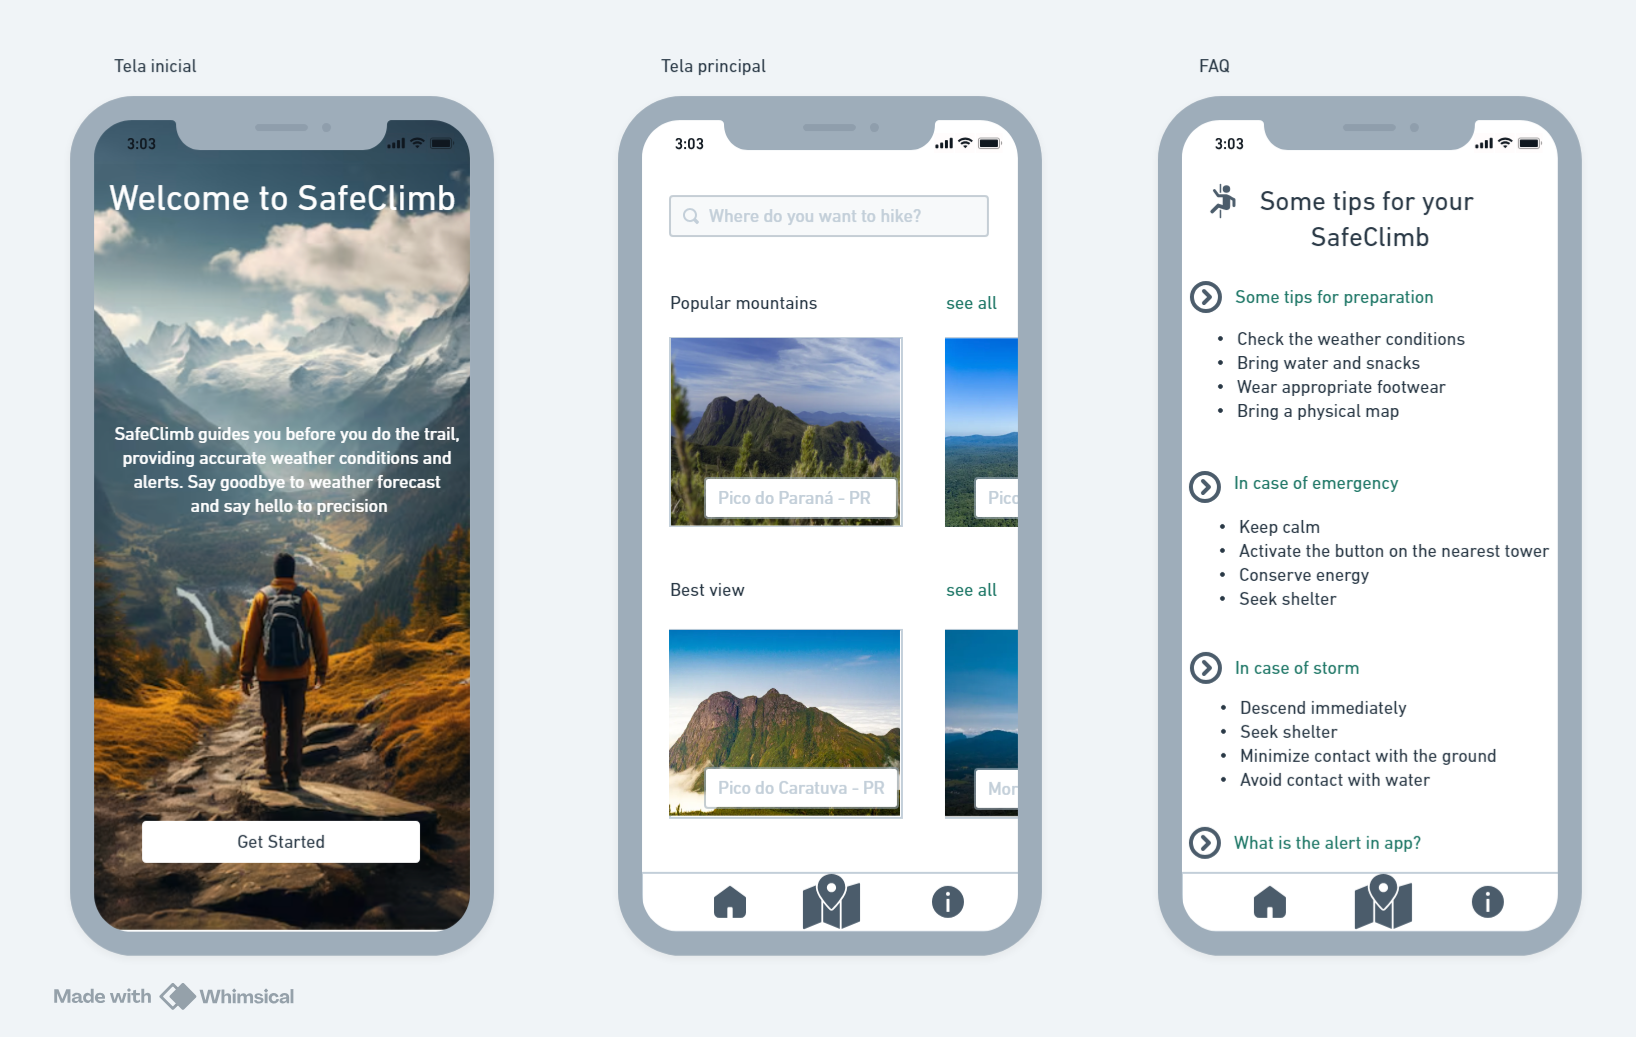 Tela inicial
3:03
Welcome to SafeClimb
SafeClimb guides you before you do the trail,
providing accurate weather conditions and
alerts. Say goodbye to weather forecast
and say hello to precision
Get Started
Tela principal
3:03
Where do you want to hike?
Popular mountains
see all
Pico do Paraná - PR
Pico
Best view
see all
Pico do Caratuva - PR
Mor
FAQ
3:03
Some tips for your
SafeClimb
Some tips for preparation
• Check the weather conditions
• Bring water and snacks
• Wear appropriate footwear
• Bring a physical map
In case of emergency
• Keep calm
• Activate the button on the nearest tower
• Conserve energy
• Seek shelter
In case of storm
• Descend immediately
• Seek shelter
• Minimize contact with the ground
• Avoid contact with water
What is the alert in app?
Made with Whimsical